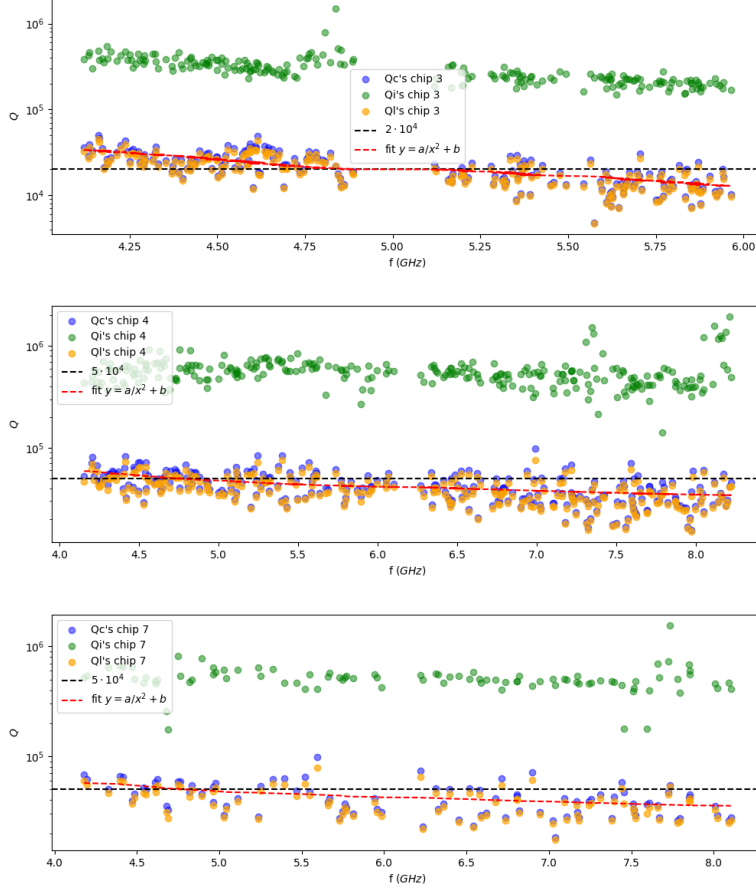 10⁶
10⁵
10⁴
Q
Qc's chip 3
Qi's chip 3
Ql's chip 3
2 · 10⁴
fit y = a/x² + b
4.25 4.50 4.75 5.00 5.25 5.50 5.75 6.00
f (GHz)
10⁶
10⁵
Q
Qc's chip 4
Qi's chip 4
Ql's chip 4
5 · 10⁴
fit y = a/x² + b
4.0 4.5 5.0 5.5 6.0 6.5 7.0 7.5 8.0
f (GHz)
10⁶
10⁵
Q
Qc's chip 7
Qi's chip 7
Ql's chip 7
5 · 10⁴
fit y = a/x² + b
4.0 4.5 5.0 5.5 6.0 6.5 7.0 7.5 8.0
f (GHz)